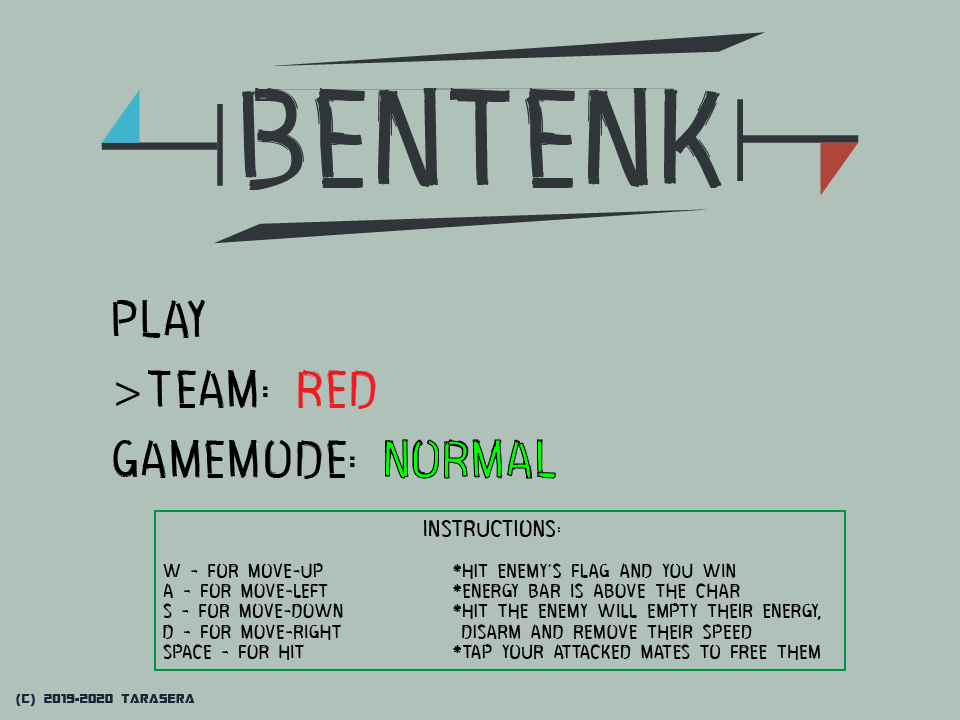 BENTENK
PLAY
>TEAM: RED
GAMEMODE: NORMAL
INSTRUCTIONS:
W - FOR MOVE-UP
A - FOR MOVE-LEFT
S - FOR MOVE-DOWN
D - FOR MOVE-RIGHT
SPACE - FOR HIT
*HIT ENEMY'S FLAG AND YOU WIN
*ENERGY BAR IS ABOVE THE CHAR
*HIT THE ENEMY WILL EMPTY THEIR ENERGY,
DISARM AND REMOVE THEIR SPEED
*TAP YOUR ATTACKED MATES TO FREE THEM
(C) 2019-2020 TARASERA